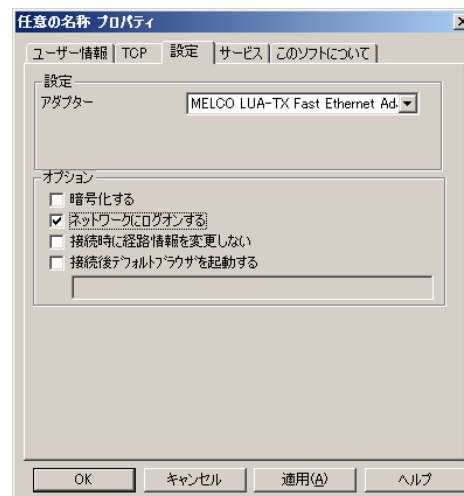 任意の名称 プロパティ
ユーザー情報 TCP 設定 サービス このソフトについて
設定
アダプター MELCO LUA-TX Fast Ethernet Ad
オプション
暗号化する
ネットワークにログオンする
接続時に経路情報を変更しない
接続後デフォルトブラウザを起動する
OK キャンセル 適用(A) ヘルプ